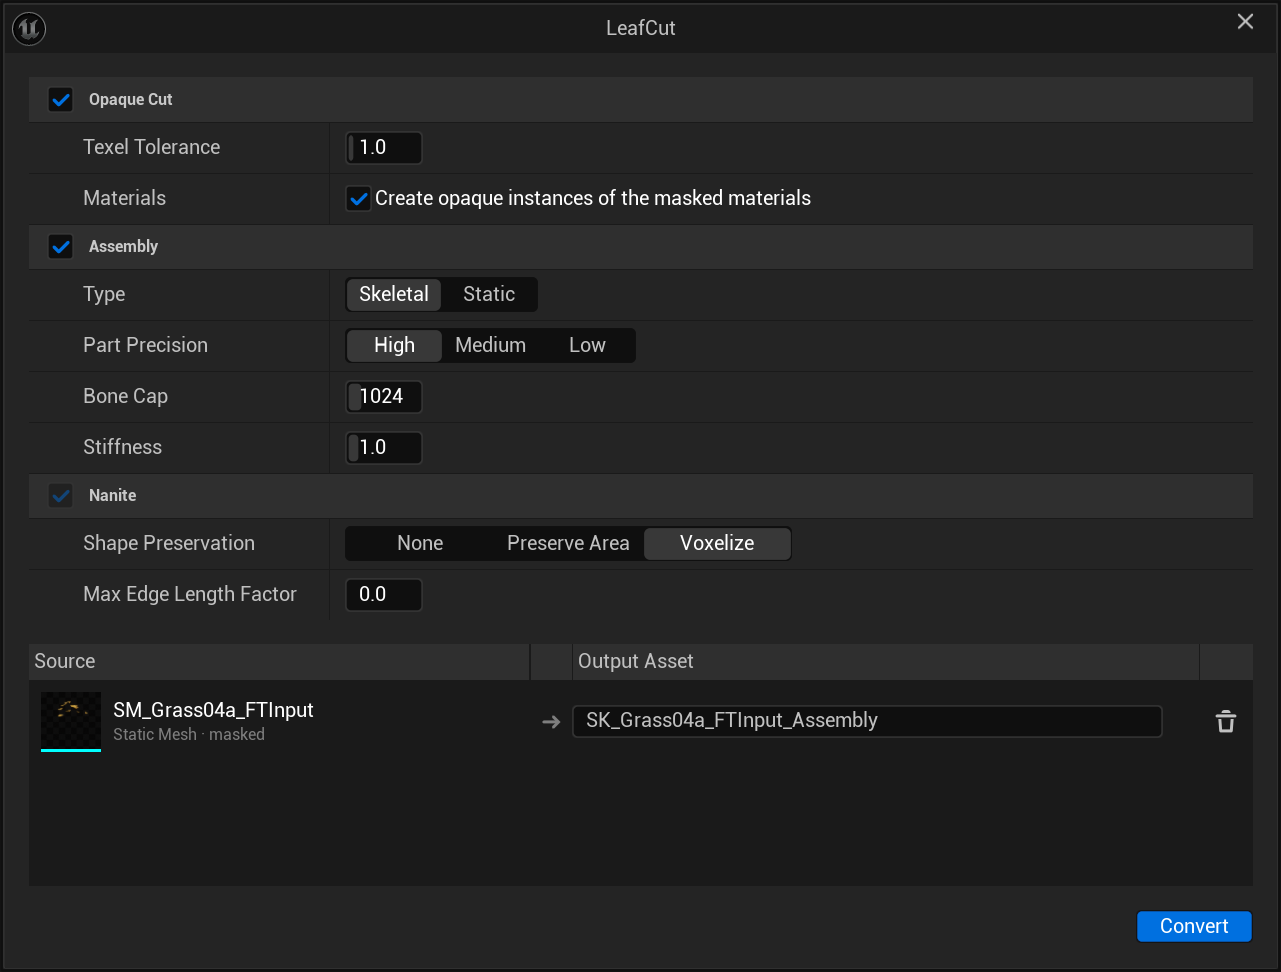 LeafCut
Opaque Cut
Texel Tolerance 1.0
Materials Create opaque instances of the masked materials
Assembly
Type Skeletal Static
Part Precision High Medium Low
Bone Cap 1024
Stiffness 1.0
Nanite
Shape Preservation None Preserve Area Voxelize
Max Edge Length Factor 0.0
Source Output Asset
SM_Grass04a_FTInput
Static Mesh · masked
SK_Grass04a_FTInput_Assembly
Convert